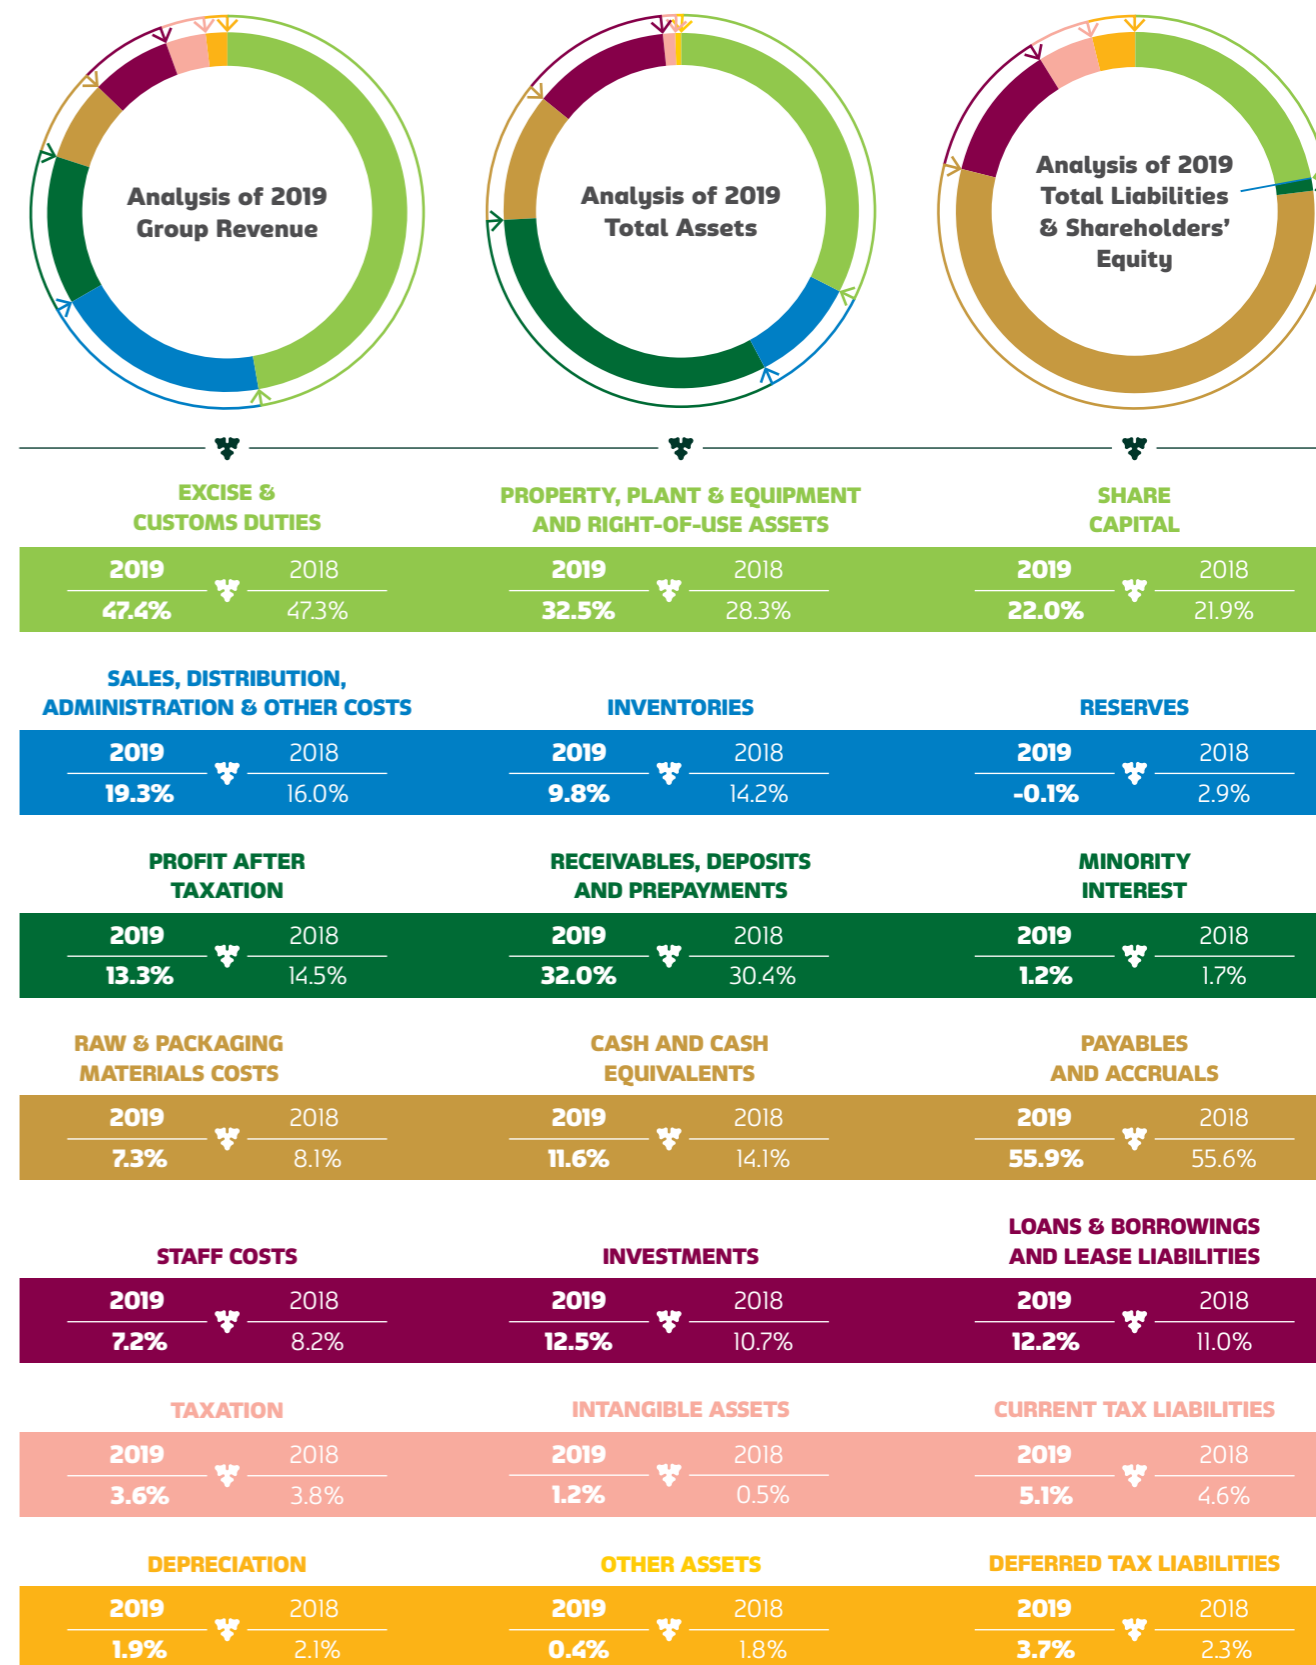 Analysis of 2019
Group Revenue
Analysis of 2019
Total Assets
Analysis of 2019
Total Liabilities
& Shareholders'
Equity
EXCISE &
CUSTOMS DUTIES
2019 2018
47.4% 47.3%
PROPERTY, PLANT & EQUIPMENT
AND RIGHT-OF-USE ASSETS
2019 2018
32.5% 28.3%
SHARE
CAPITAL
2019 2018
22.0% 21.9%
SALES, DISTRIBUTION,
ADMINISTRATION & OTHER COSTS
2019 2018
19.3% 16.0%
INVENTORIES
2019 2018
9.8% 14.2%
RESERVES
2019 2018
-0.1% 2.9%
PROFIT AFTER
TAXATION
2019 2018
13.3% 14.5%
RECEIVABLES, DEPOSITS
AND PREPAYMENTS
2019 2018
32.0% 30.4%
MINORITY
INTEREST
2019 2018
1.2% 1.7%
RAW & PACKAGING
MATERIALS COSTS
2019 2018
7.3% 8.1%
CASH AND CASH
EQUIVALENTS
2019 2018
11.6% 14.1%
PAYABLES
AND ACCRUALS
2019 2018
55.9% 55.6%
STAFF COSTS
2019 2018
7.2% 8.2%
INVESTMENTS
2019 2018
12.5% 10.7%
LOANS & BORROWINGS
AND LEASE LIABILITIES
2019 2018
12.2% 11.0%
TAXATION
2019 2018
3.6% 3.8%
INTANGIBLE ASSETS
2019 2018
1.2% 0.5%
CURRENT TAX LIABILITIES
2019 2018
5.1% 4.6%
DEPRECIATION
2019 2018
1.9% 2.1%
OTHER ASSETS
2019 2018
0.4% 1.8%
DEFERRED TAX LIABILITIES
2019 2018
3.7% 2.3%